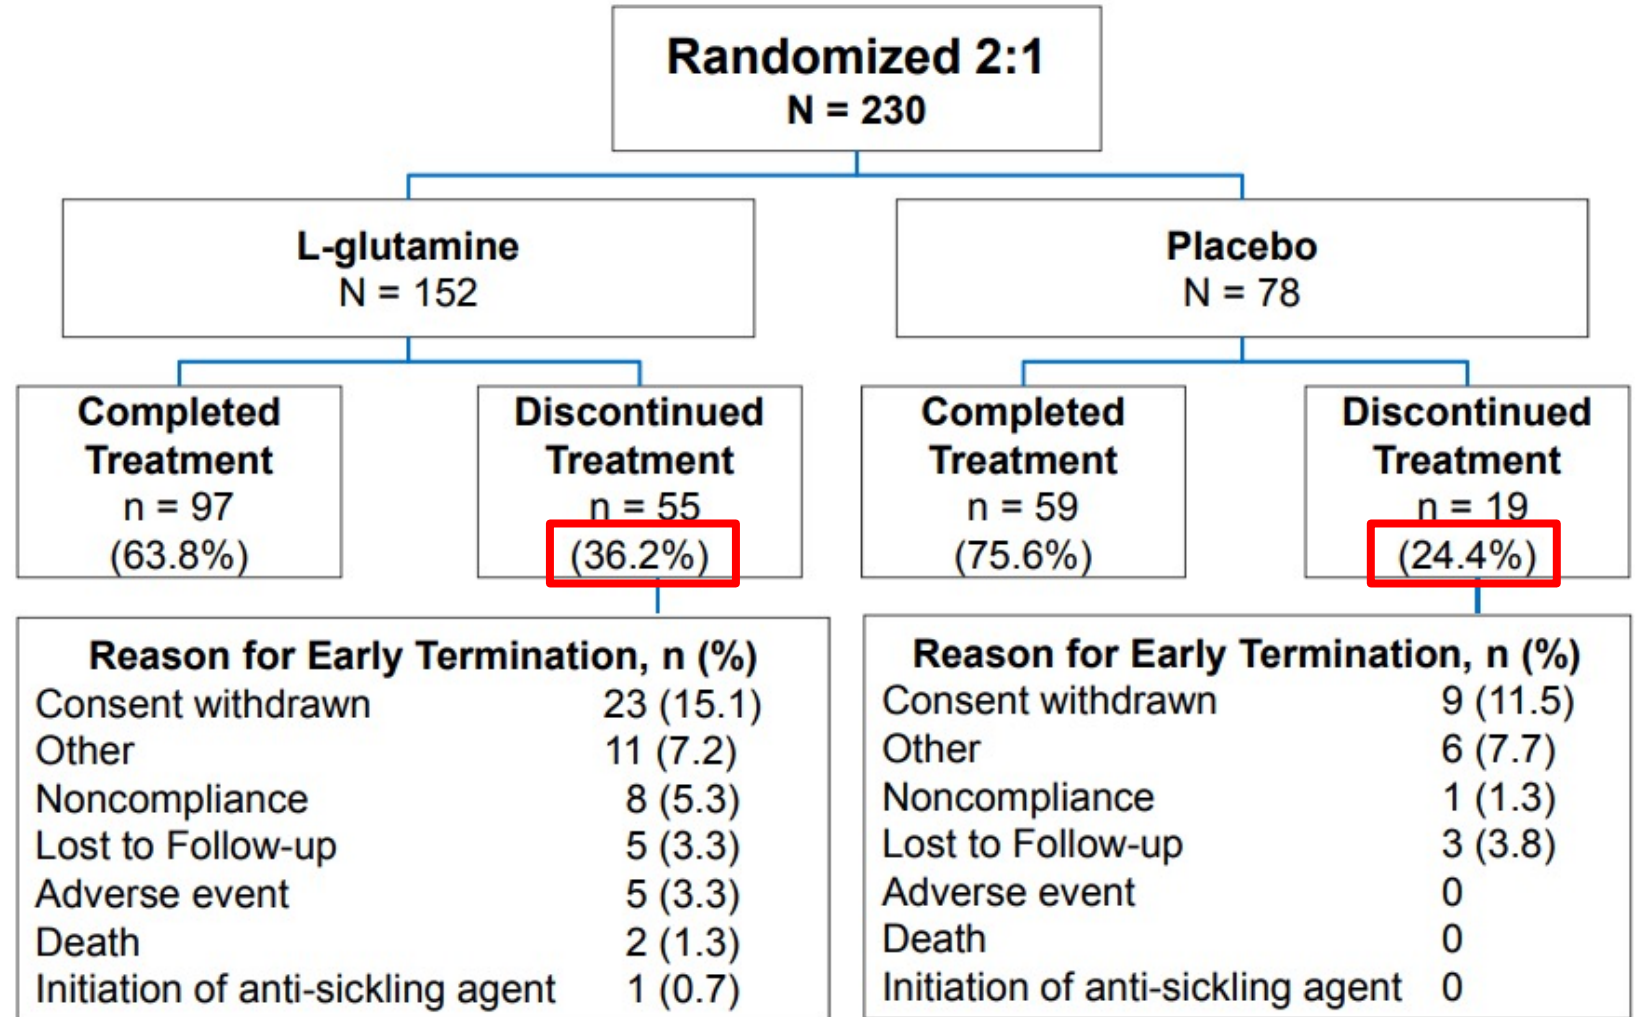 Randomized 2:1
N = 230
L-glutamine
N = 152
Placebo
N = 78
Completed
Treatment
n = 97
(63.8%)
Discontinued
Treatment
n = 55
(36.2%)
Completed
Treatment
n = 59
(75.6%)
Discontinued
Treatment
n = 19
(24.4%)
Reason for Early Termination, n (%)
Consent withdrawn 23 (15.1)
Other 11 (7.2)
Noncompliance 8 (5.3)
Lost to Follow-up 5 (3.3)
Adverse event 5 (3.3)
Death 2 (1.3)
Initiation of anti-sickling agent 1 (0.7)
Reason for Early Termination, n (%)
Consent withdrawn 9 (11.5)
Other 6 (7.7)
Noncompliance 1 (1.3)
Lost to Follow-up 3 (3.8)
Adverse event 0
Death 0
Initiation of anti-sickling agent 0